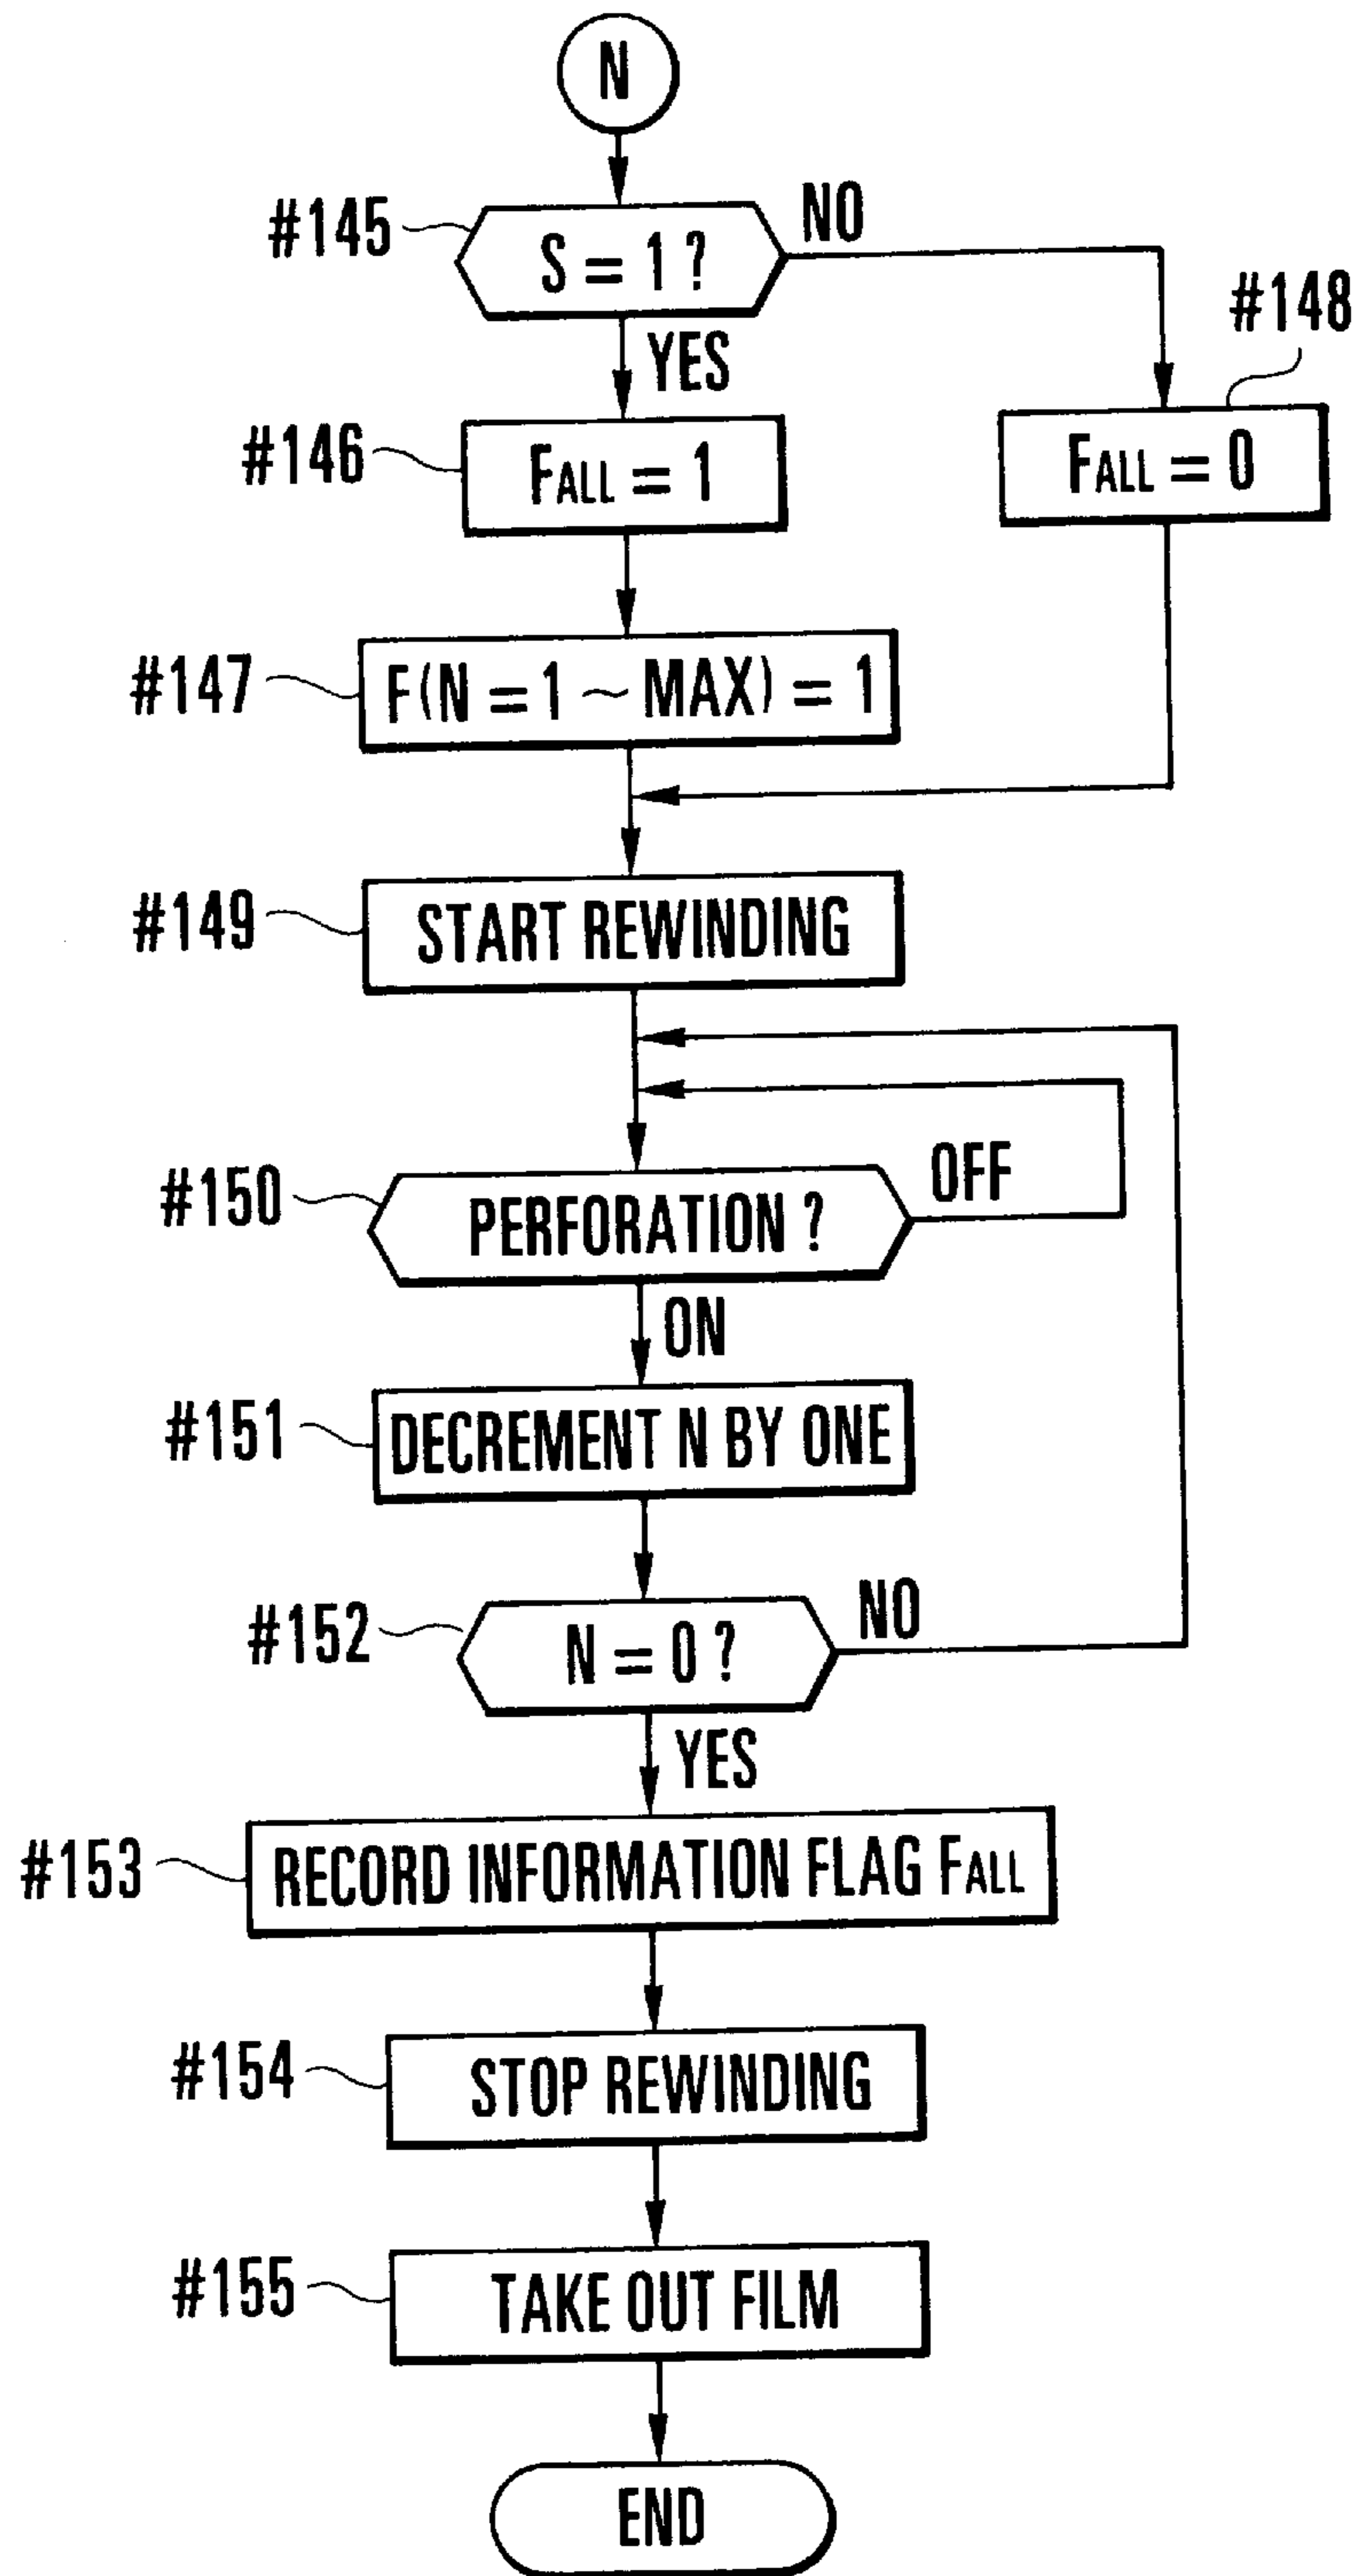 N
#145
S = 1 ?
NO
YES
#148
#146
FALL = 1
FALL = 0
#147
F(N = 1 ~ MAX) = 1
#149
START REWINDING
#150
PERFORATION ?
OFF
ON
#151
DECREMENT N BY ONE
#152
N = 0 ?
NO
YES
#153
RECORD INFORMATION FLAG FALL
#154
STOP REWINDING
#155
TAKE OUT FILM
END